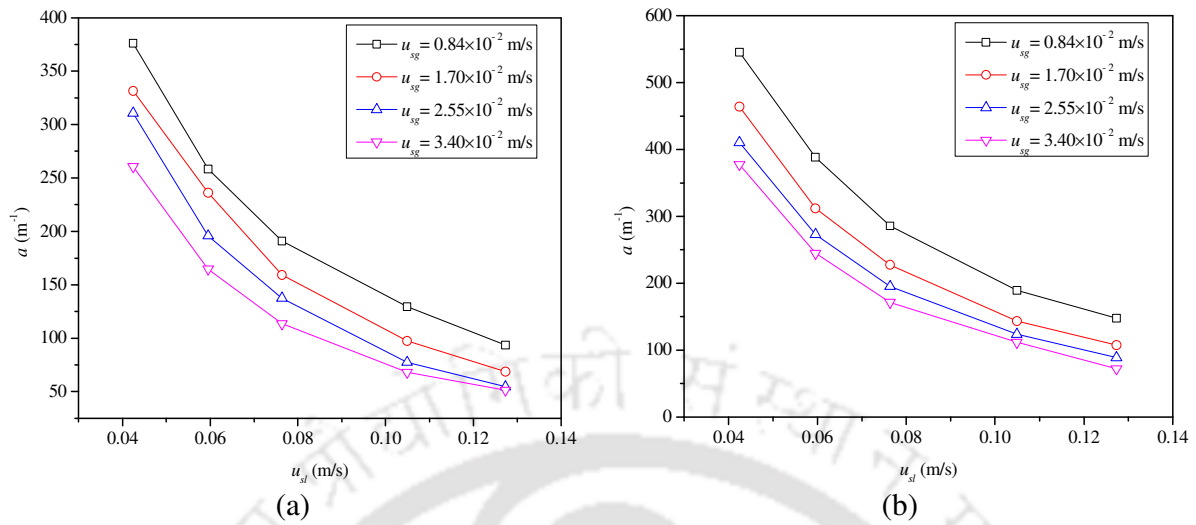 400
350
300
250
200
150
100
50
a (m⁻¹)
0.04 0.06 0.08 0.10 0.12 0.14
u_sl (m/s)
u_sg = 0.84×10⁻² m/s
u_sg = 1.70×10⁻² m/s
u_sg = 2.55×10⁻² m/s
u_sg = 3.40×10⁻² m/s
(a)
600
500
400
300
200
100
0
a (m⁻¹)
0.04 0.06 0.08 0.10 0.12 0.14
u_sl (m/s)
u_sg = 0.84×10⁻² m/s
u_sg = 1.70×10⁻² m/s
u_sg = 2.55×10⁻² m/s
u_sg = 3.40×10⁻² m/s
(b)